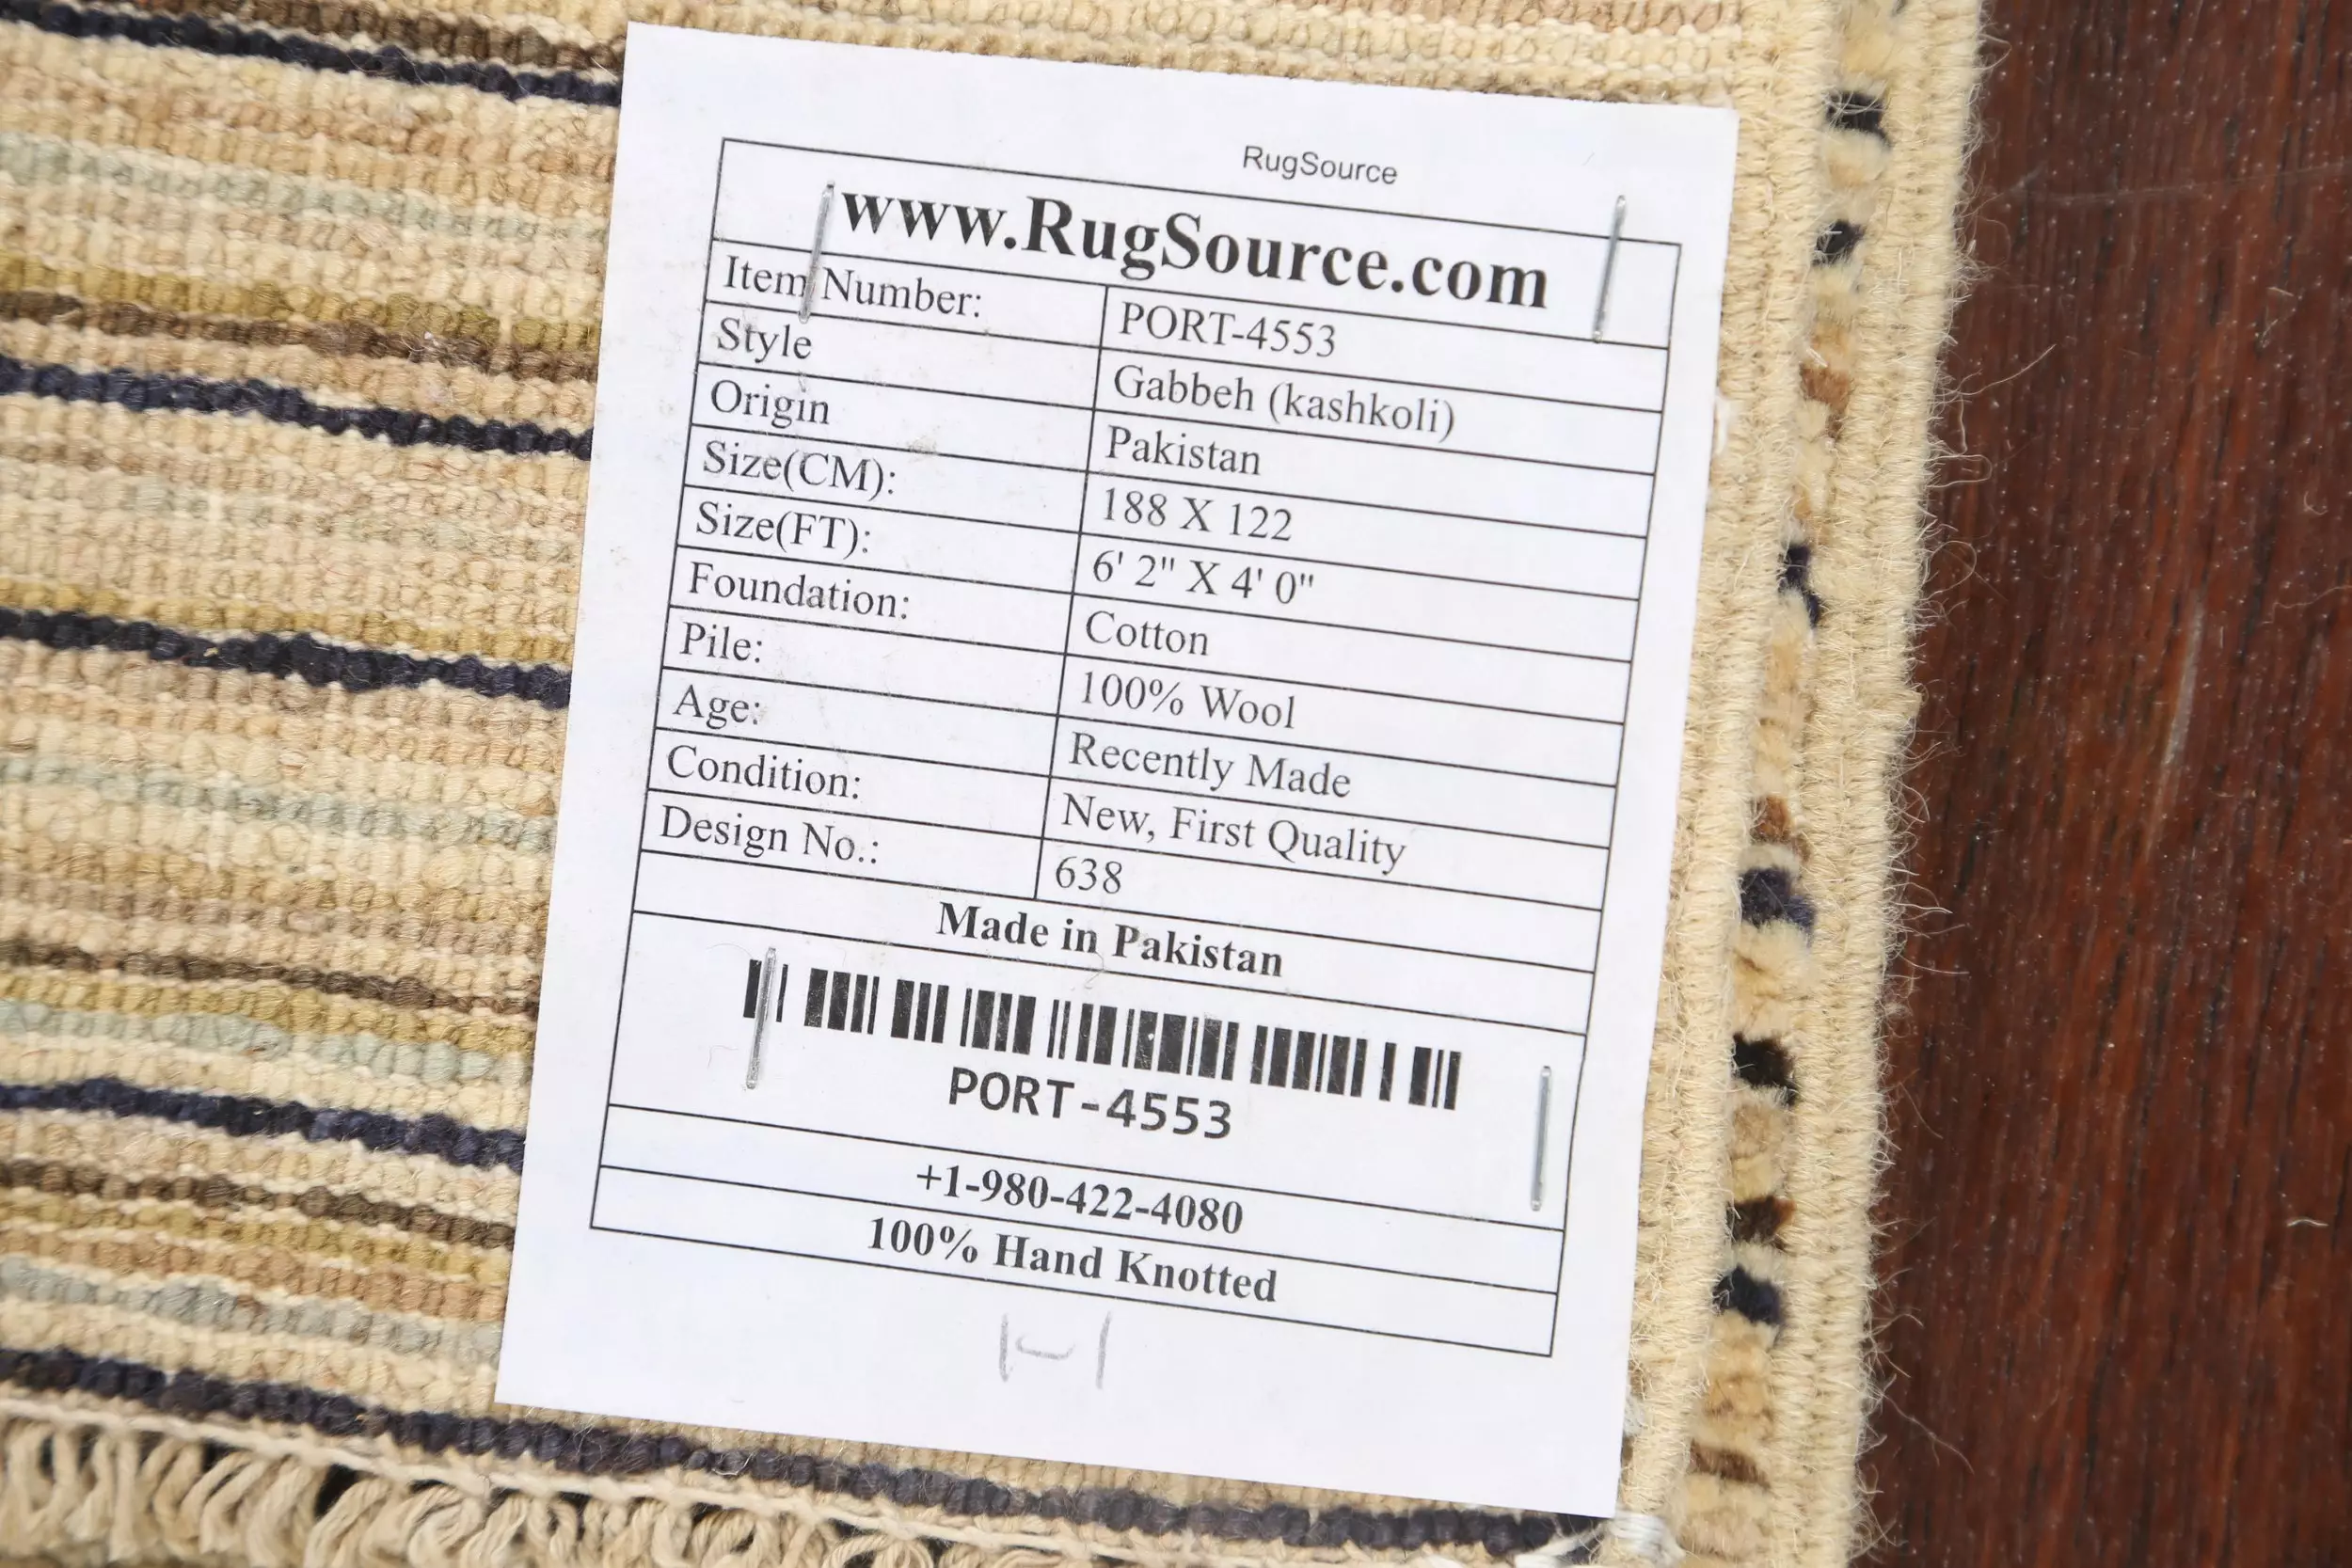 RugSource
www.RugSource.com
Item Number: PORT-4553
Style Gabbeh (kashkoli)
Origin Pakistan
Size(CM): 188 X 122
Size(FT): 6' 2" X 4' 0"
Foundation: Cotton
Pile: 100% Wool
Age: Recently Made
Condition: New, First Quality
Design No.: 638
Made in Pakistan
PORT-4553
+1-980-422-4080
100% Hand Knotted